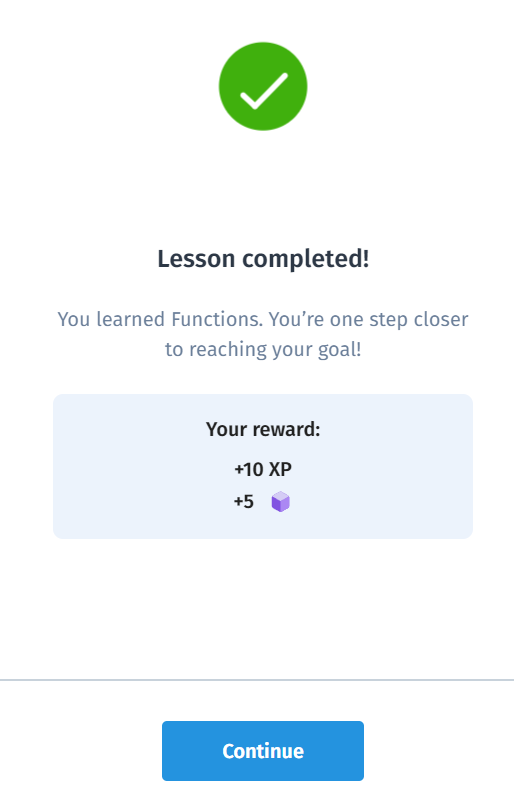 Lesson completed!
You learned Functions. You’re one step closer
to reaching your goal!
Your reward:
+10 XP
+5
Continue